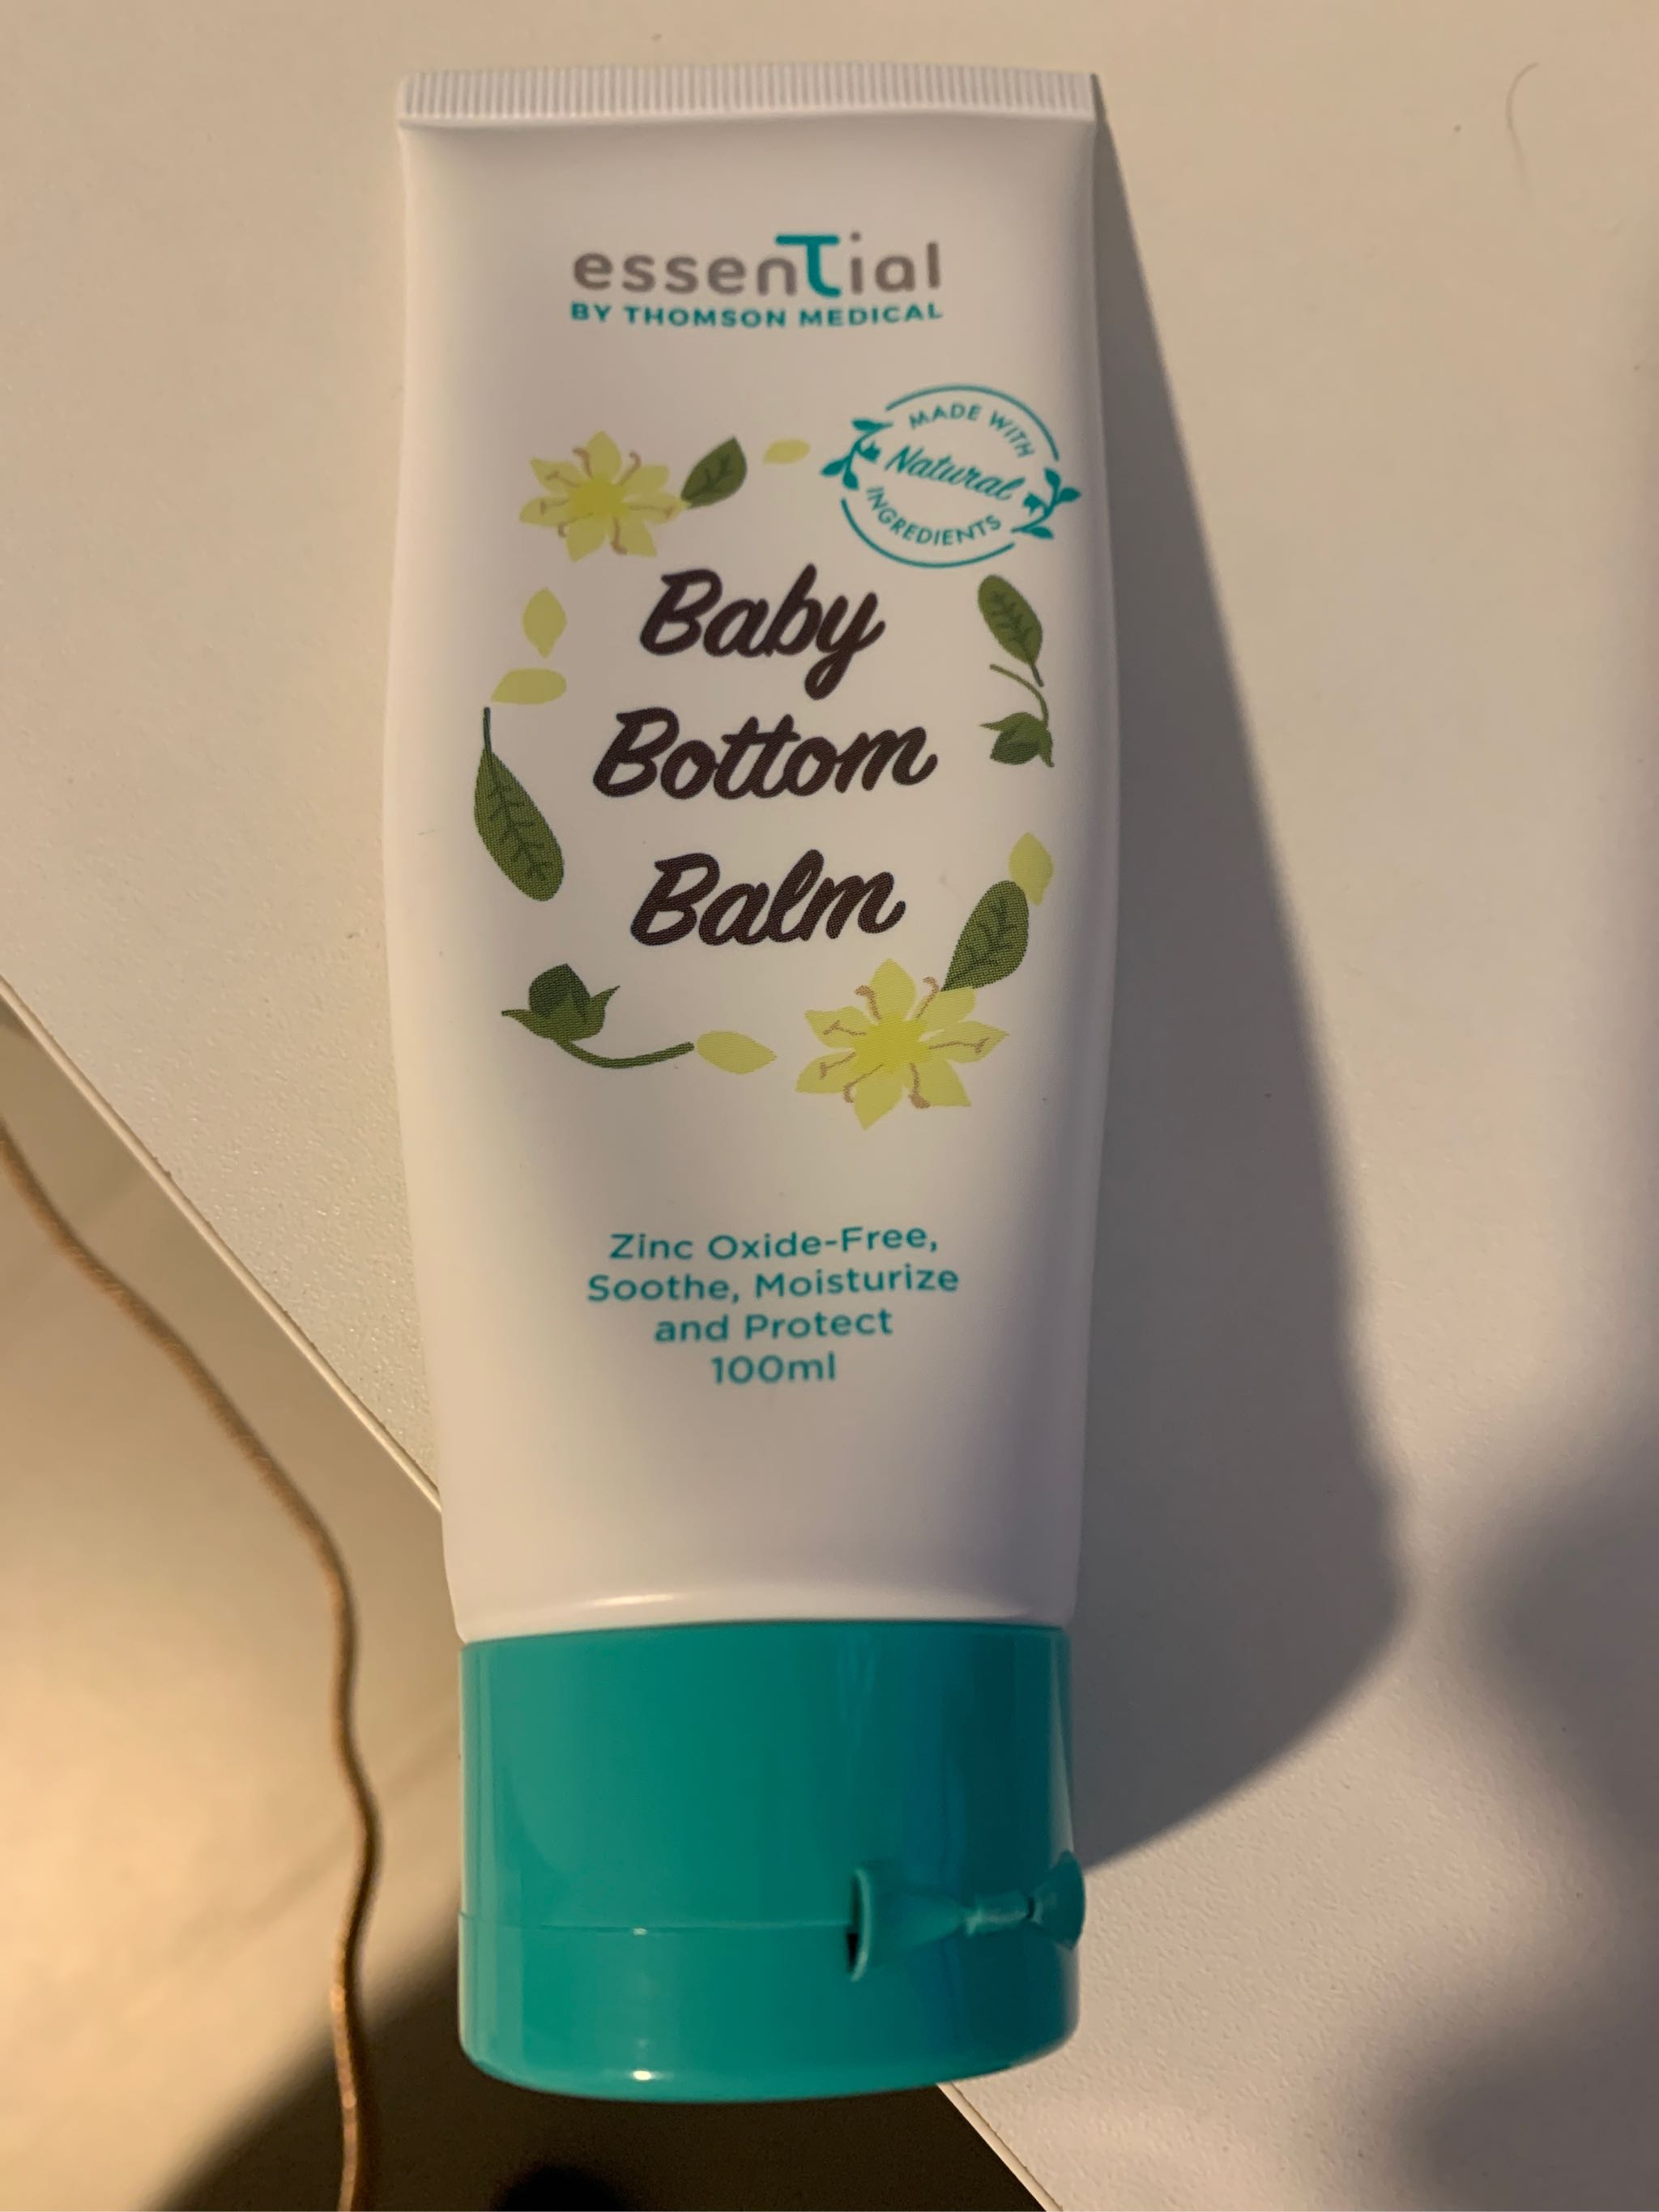 essenTial
BY THOMSON MEDICAL
MADE WITH
Natural
INGREDIENTS
Baby
Bottom
Balm
Zinc Oxide-Free,
Soothe, Moisturize
and Protect
100ml